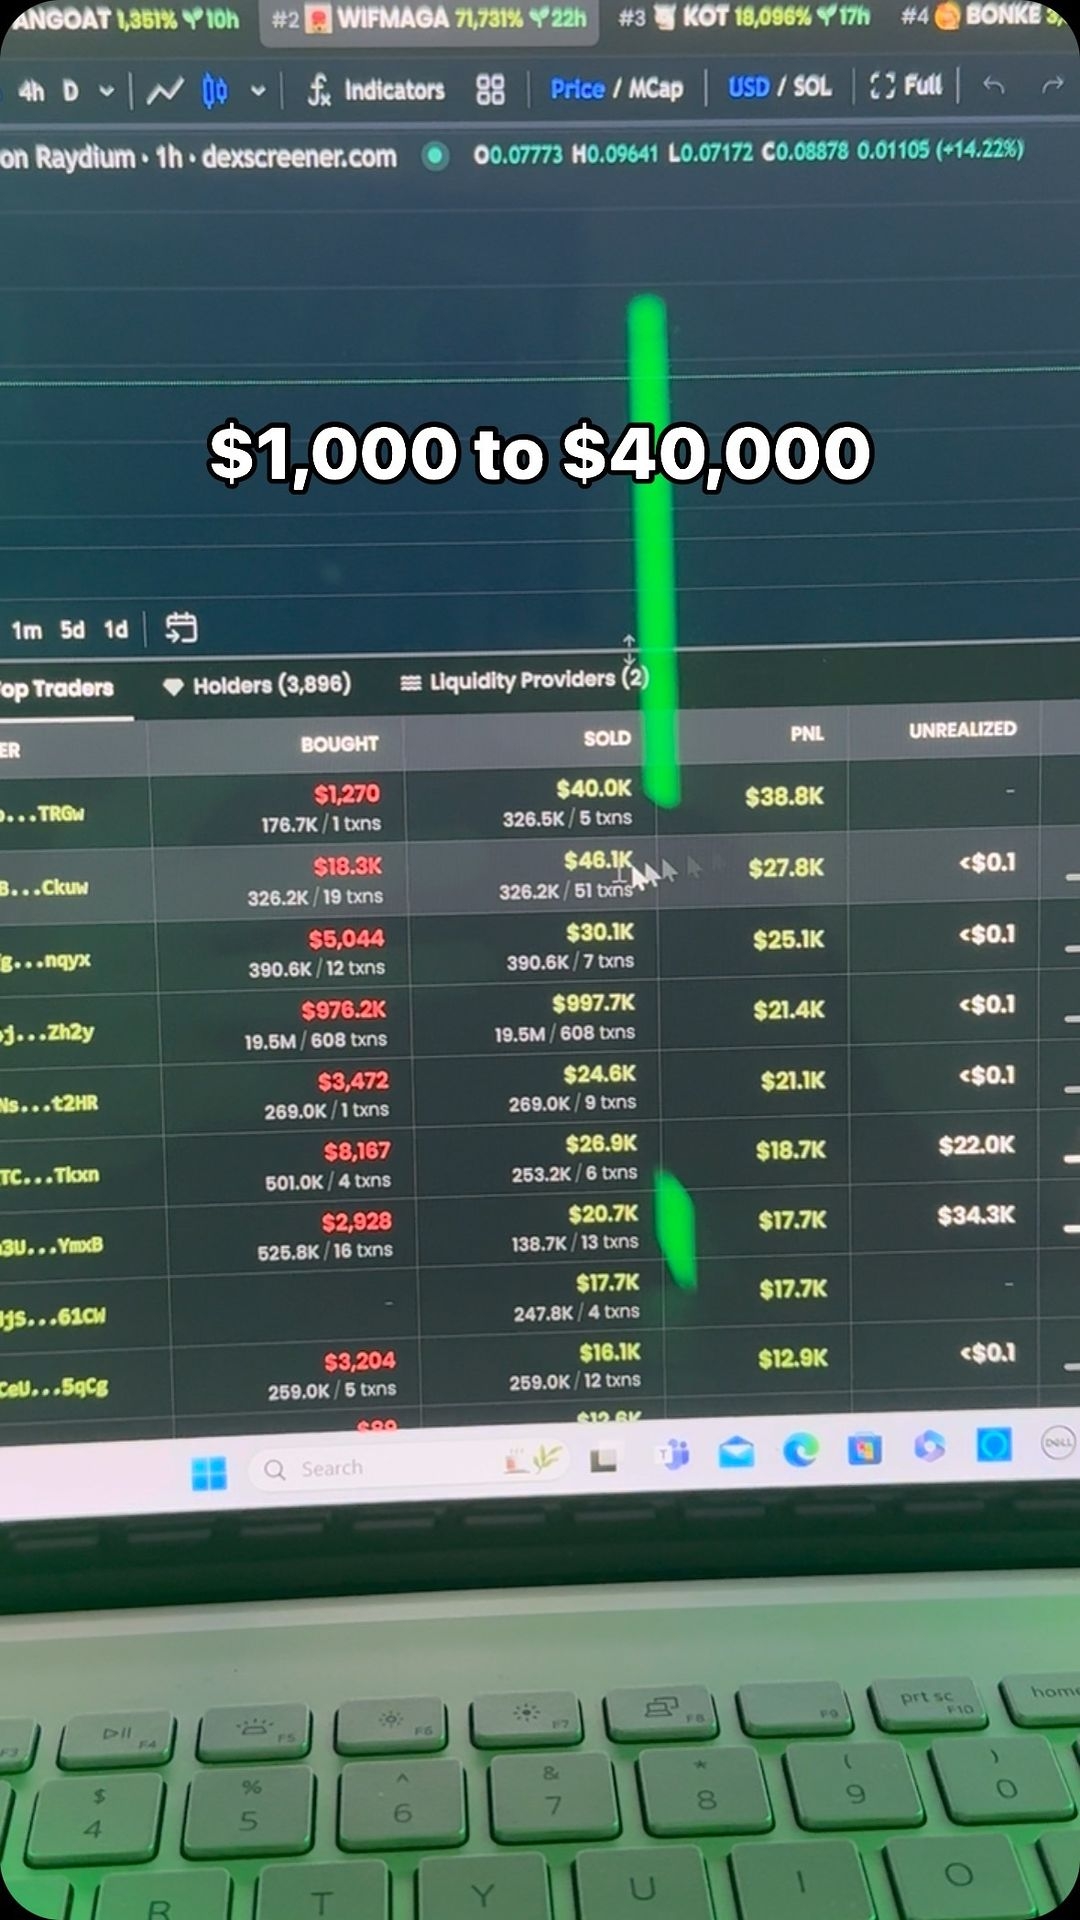 ANGOAT 1,351% 10h #2 WIFMAGA 71,731% 22h #3 KOT 18,096% 17h #4 BONKE
4h D Indicators Price / MCap USD / SOL Full
on Raydium · 1h · dexscreener.com O0.07773 H0.09641 L0.07172 C0.08878 0.01105 (+14.22%)
$1,000 to $40,000
1m 5d 1d
op Traders Holders (3,896) Liquidity Providers (2)
ER BOUGHT SOLD PNL UNREALIZED
...TRGw $1,270 $40.0K $38.8K -
176.7K / 1 txns 326.5K / 5 txns
...Ckuw $18.3K $46.1K $27.8K <$0.1
326.2K / 19 txns 326.2K / 51 txns
g...nqyx $5,044 $30.1K $25.1K <$0.1
390.6K / 12 txns 390.6K / 7 txns
j...Zh2y $976.2K $997.7K $21.4K <$0.1
19.5M / 608 txns 19.5M / 608 txns
Ns...t2HR $3,472 $24.6K $21.1K <$0.1
269.0K / 1 txns 269.0K / 9 txns
TC...Tkxn $8,167 $26.9K $18.7K $22.0K
501.0K / 4 txns 253.2K / 6 txns
3U...YmxB $2,928 $20.7K $17.7K $34.3K
525.8K / 16 txns 138.7K / 13 txns
jS...61CW - $17.7K $17.7K -
247.8K / 4 txns
CeU...5qCg $3,204 $16.1K $12.9K <$0.1
259.0K / 5 txns 259.0K / 12 txns
$89 $12.6K
Search DELL
F3 F4 F5 F6 F7 F8 F9 prt sc F10 home
$ % ^ & * ( )
4 5 6 7 8 9 0
R T Y U I O